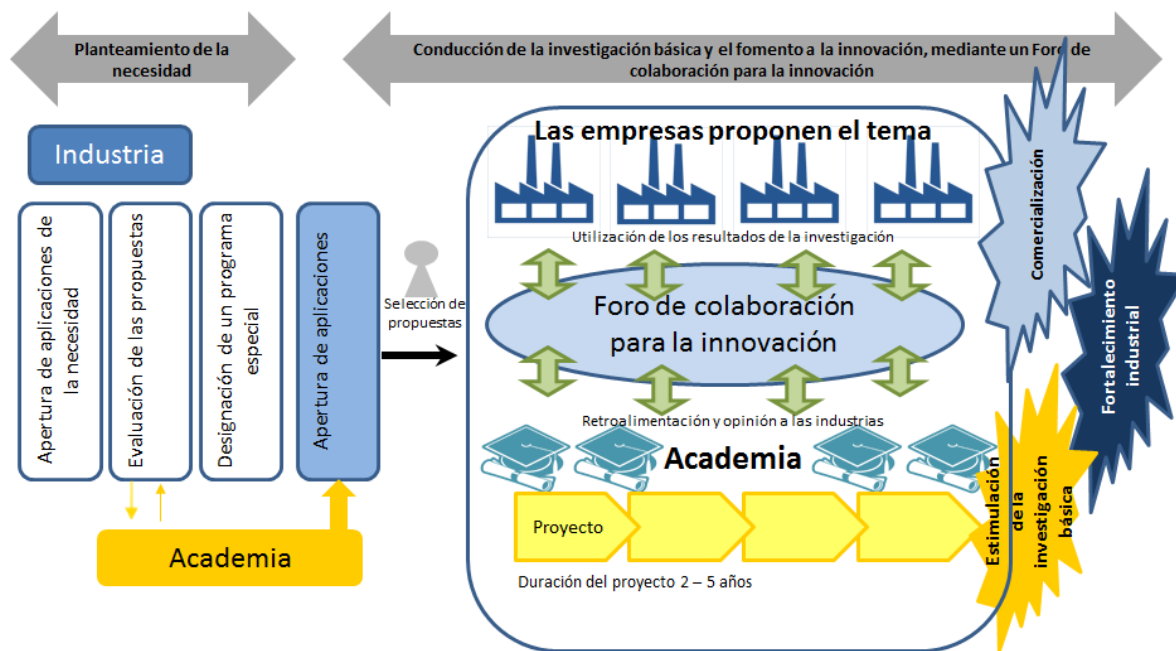 Planteamiento de la
necesidad
Conducción de la investigación básica y el fomento a la innovación, mediante un Foro de
colaboración para la innovación
Industria
Apertura de aplicaciones de
la necesidad
Evaluación de las propuestas
Designación de un programa
especial
Apertura de aplicaciones
Academia
Selección de
propuestas
Las empresas proponen el tema
Utilización de los resultados de la investigación
Foro de colaboración
para la innovación
Retroalimentación y opinión a las industrias
Academia
Proyecto
Duración del proyecto 2 – 5 años
Comercialización
Fortalecimiento
industrial
Estimulación
de la
investigación
básica